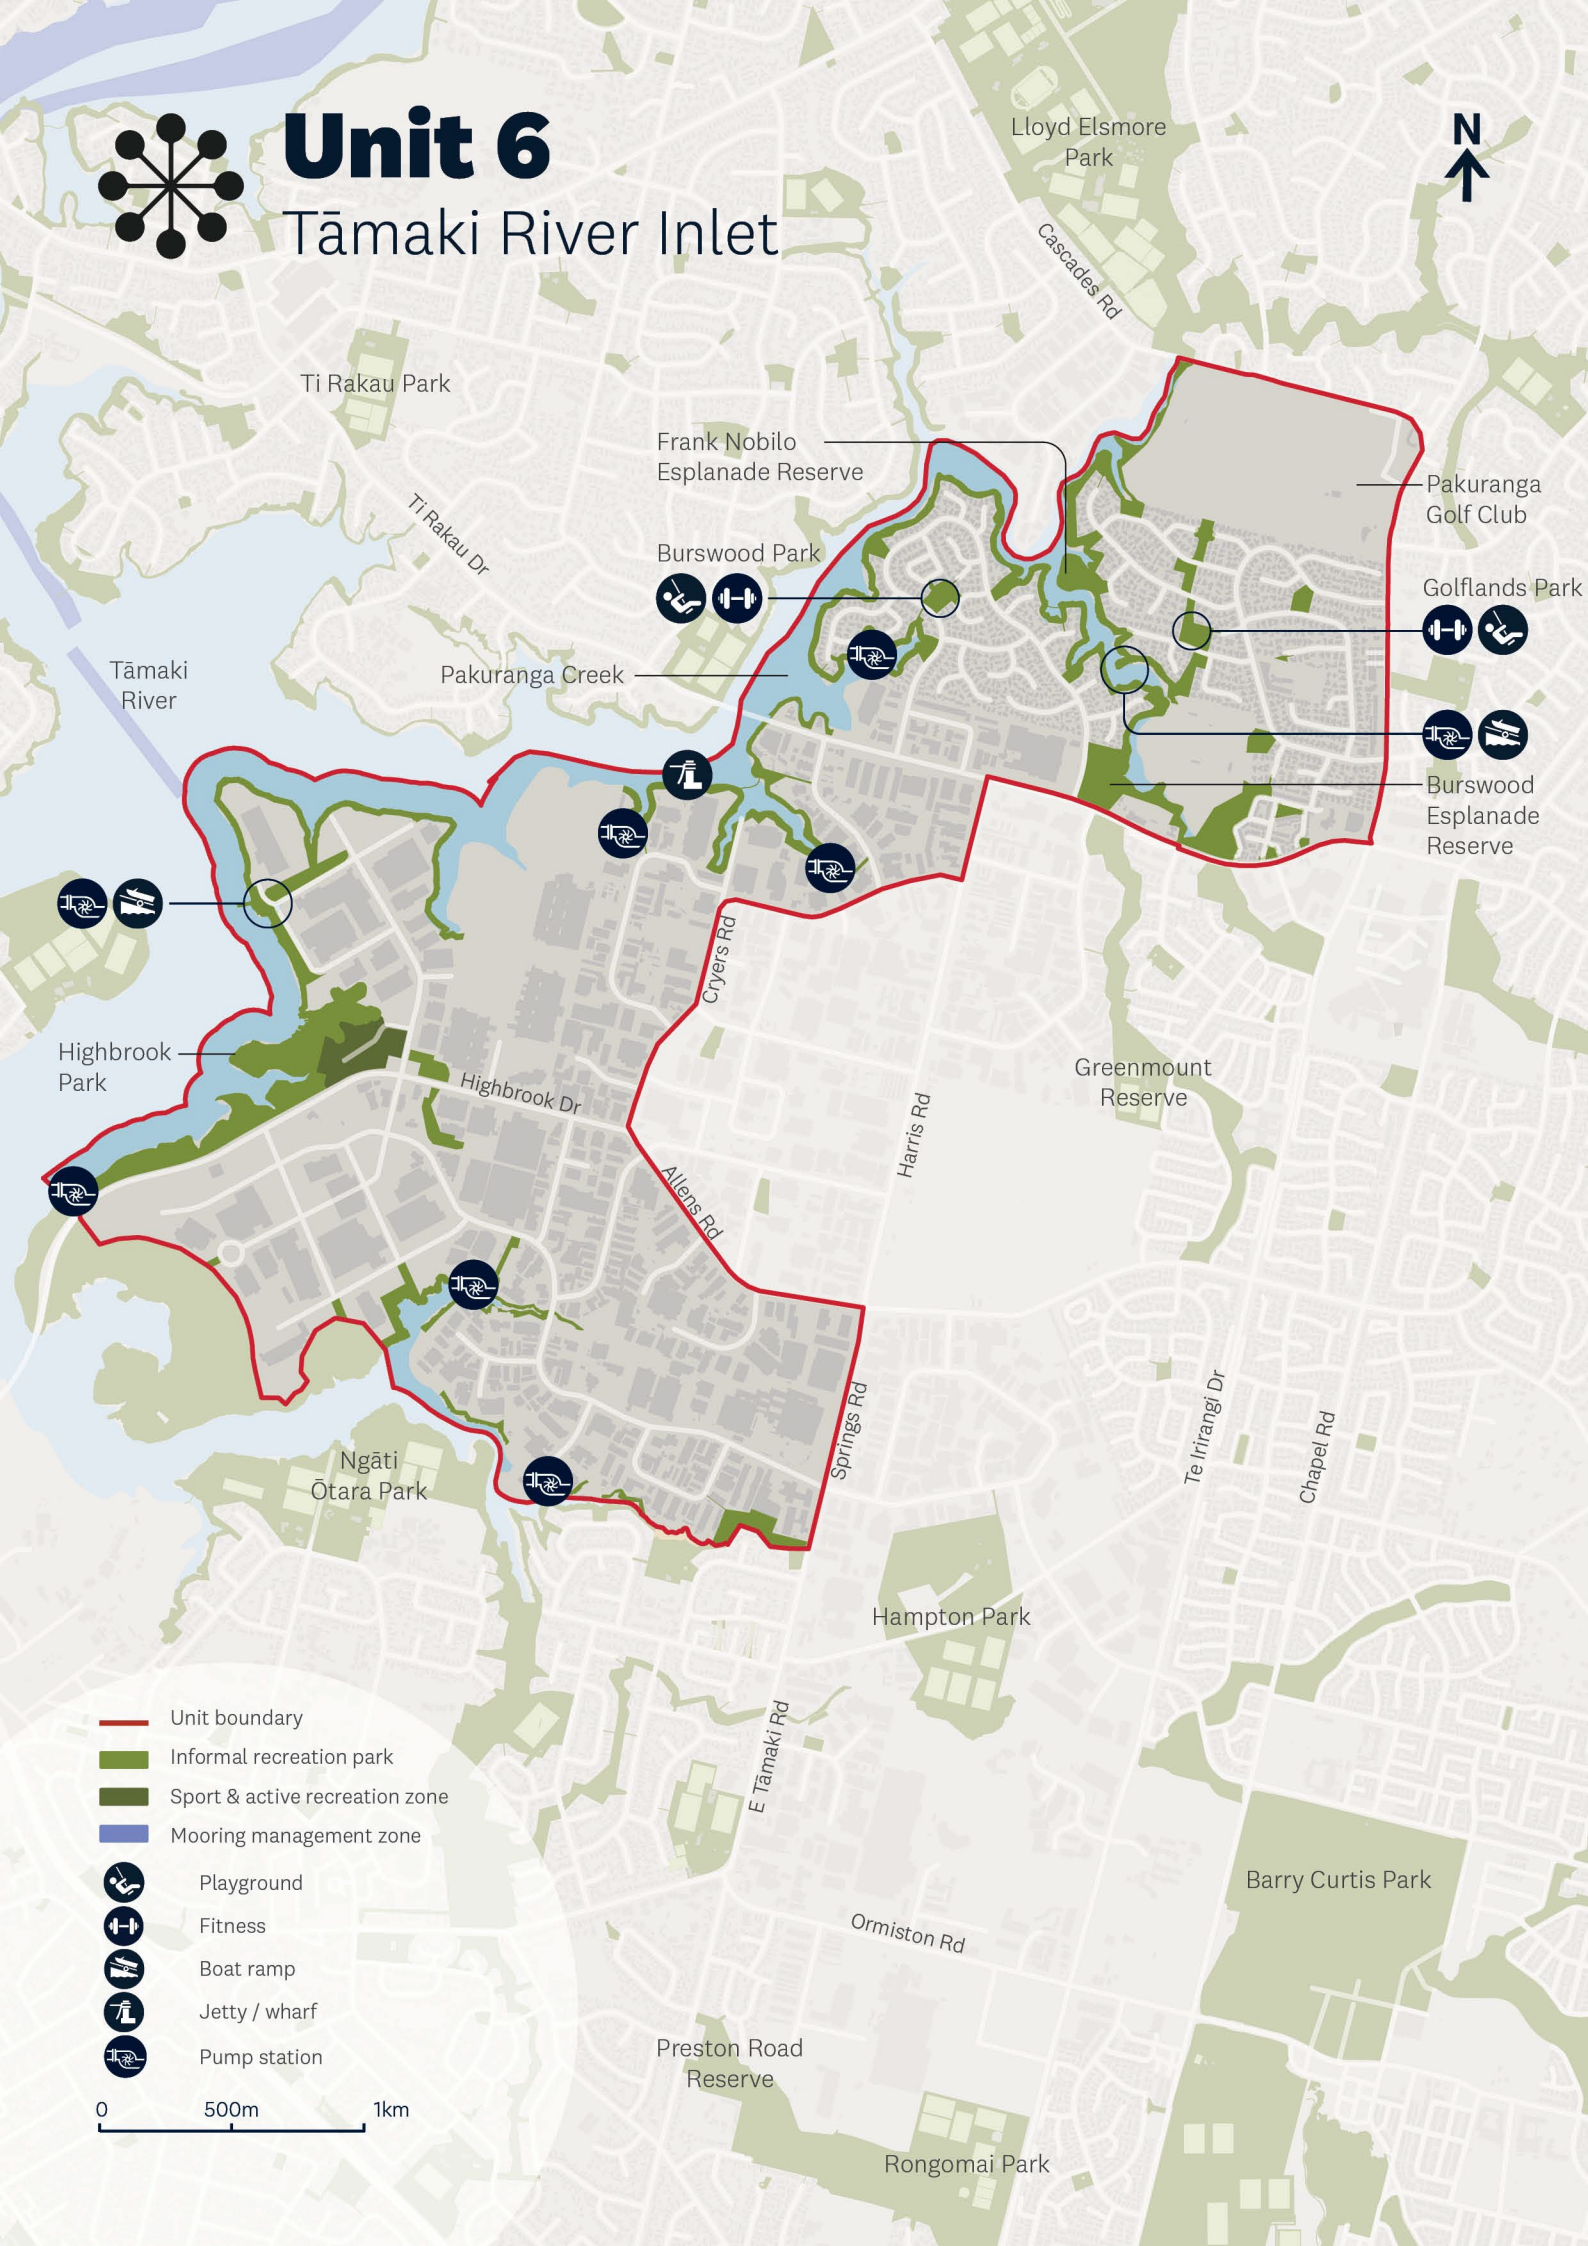 Unit 6
Tāmaki River Inlet
N
Lloyd Elsmore
Park
Cascades Rd
Ti Rakau Park
Frank Nobilo
Esplanade Reserve
Pakuranga
Golf Club
Ti Rakau Dr
Burswood Park
Golflands Park
Tāmaki
River
Pakuranga Creek
Burswood
Esplanade
Reserve
Cryers Rd
Highbrook
Park
Highbrook Dr
Greenmount
Reserve
Harris Rd
Allens Rd
Springs Rd
Te Irirangi Dr
Chapel Rd
Ngāti
Ōtara Park
Hampton Park
E Tāmaki Rd
Unit boundary
Informal recreation park
Sport & active recreation zone
Mooring management zone
Playground
Fitness
Boat ramp
Jetty / wharf
Pump station
0 500m 1km
Barry Curtis Park
Ormiston Rd
Preston Road
Reserve
Rongomai Park